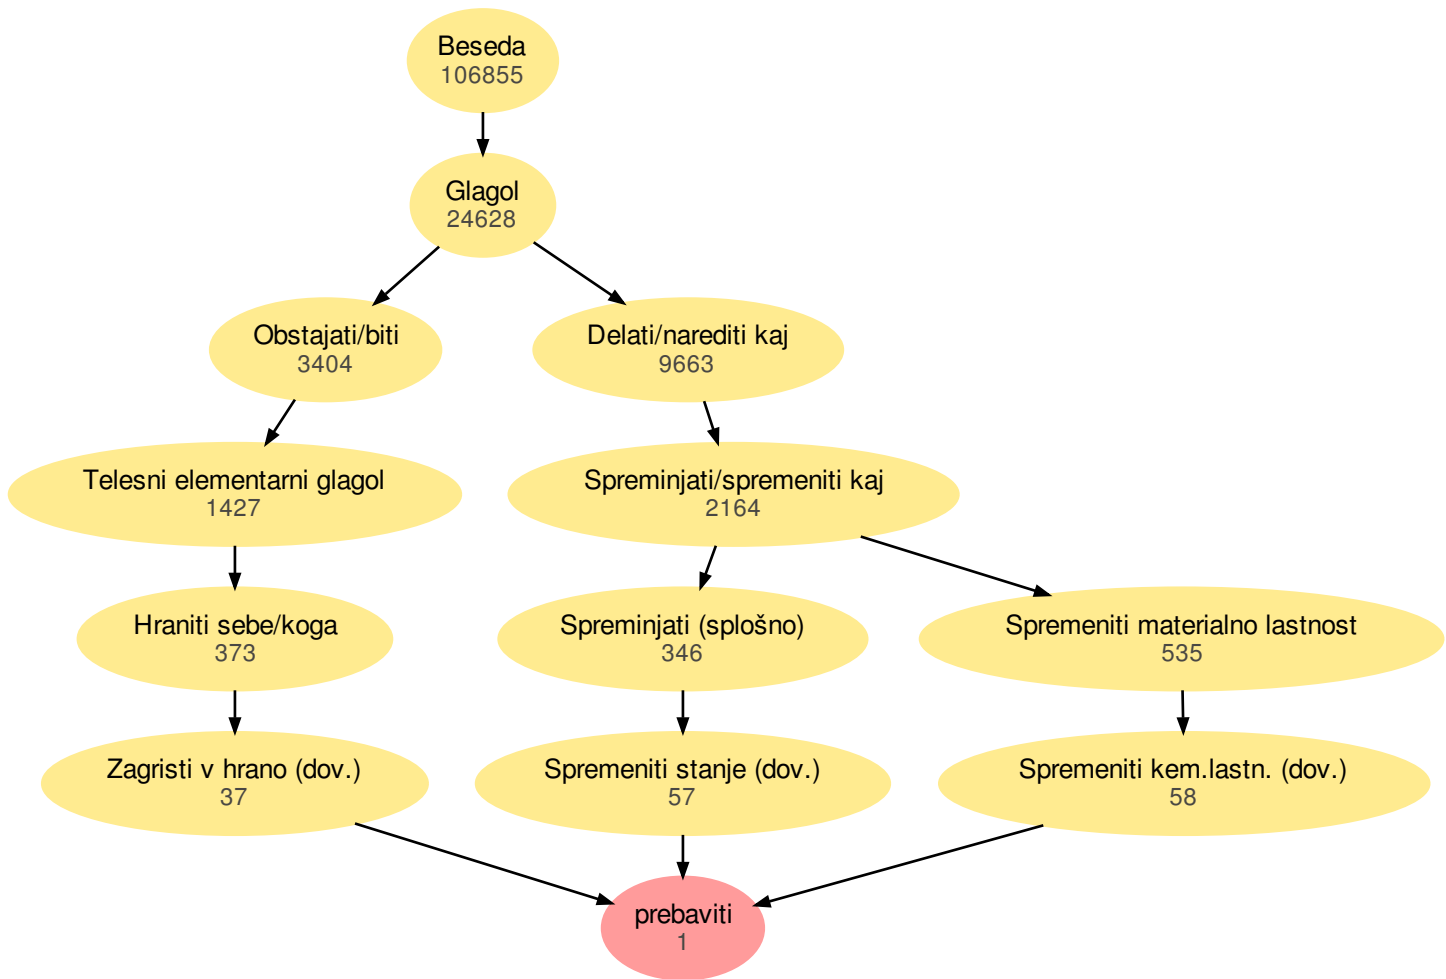 Beseda
106855
Glagol
24628
Obstajati/biti
3404
Delati/narediti kaj
9663
Telesni elementarni glagol
1427
Spreminjati/spremeniti kaj
2164
Hraniti sebe/koga
373
Spreminjati (splošno)
346
Spremeniti materialno lastnost
535
Zagristi v hrano (dov.)
37
Spremeniti stanje (dov.)
57
Spremeniti kem.lastn. (dov.)
58
prebaviti
1